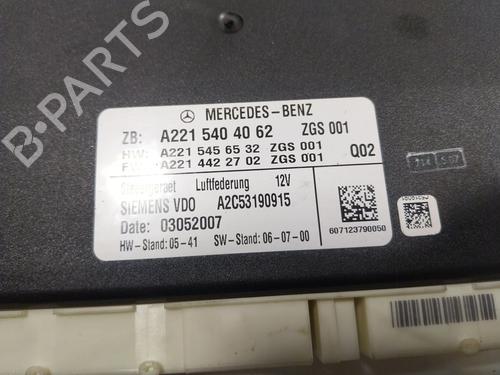 B-PARTS
MERCEDES-BENZ
ZB: A221 540 40 62 ZGS 001
HW: A221 545 65 32 ZGS 001
FW: A221 442 27 02 ZGS 001 Q02
Steuergeraet Luftfederung 12V
SIEMENS VDO A2C53190915
Date: 03052007
HW-Stand: 05-41 SW-Stand: 06-07-00
607123790050